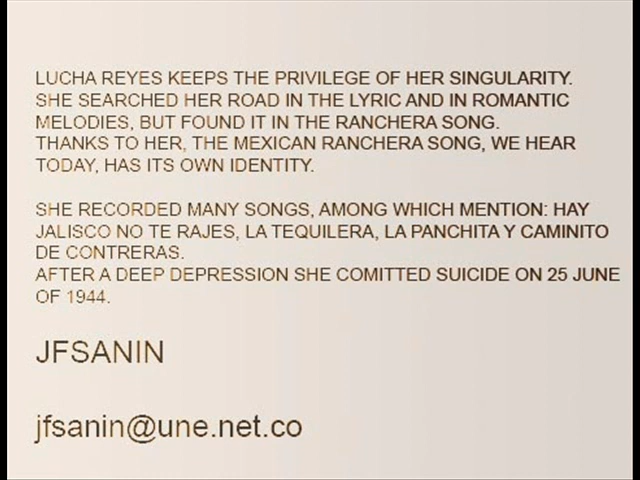 LUCHA REYES KEEPS THE PRIVILEGE OF HER SINGULARITY.
SHE SEARCHED HER ROAD IN THE LYRIC AND IN ROMANTIC
MELODIES, BUT FOUND IT IN THE RANCHERA SONG.
THANKS TO HER, THE MEXICAN RANCHERA SONG, WE HEAR
TODAY, HAS ITS OWN IDENTITY.
SHE RECORDED MANY SONGS, AMONG WHICH MENTION: HAY
JALISCO NO TE RAJES, LA TEQUILERA, LA PANCHITA Y CAMINITO
DE CONTRERAS.
AFTER A DEEP DEPRESSION SHE COMITTED SUICIDE ON 25 JUNE
OF 1944.
JFSANIN
jfsanin@une.net.co